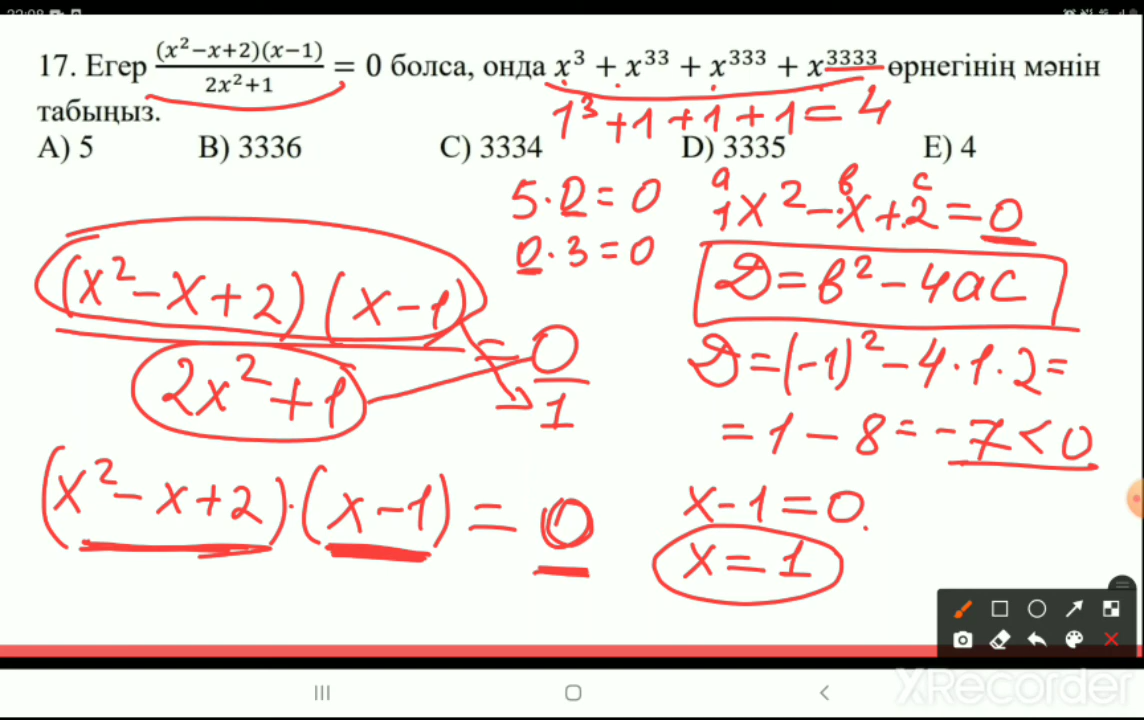 17. Егер (x²−x+2)(x−1)/2x²+1 = 0 болса, онда x³ + x³³ + x³³³ + x³³³³ өрнегінің мәнін
табыңыз.
1³+1+1+1=4
A) 5 B) 3336 C) 3334 D) 3335 E) 4
5·0=0
0·3=0
a в c
1x²-x+2=0
D=в²-4ac
D=(-1)²-4·1·2=
=1-8=-7<0
(x²-x+2)(x-1)/2x²+1=0/1
(x²-x+2)·(x-1)=0
x-1=0.
x=1
XRecorder